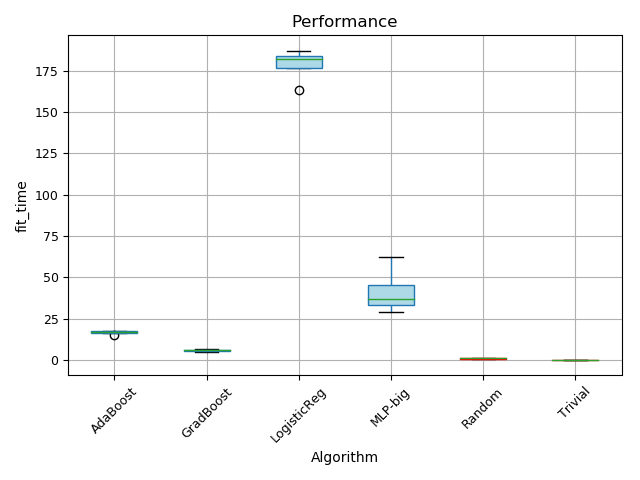 Performance
fit_time
175
150
125
100
75
50
25
0
AdaBoost
GradBoost
LogisticReg
MLP-big
Random
Trivial
Algorithm